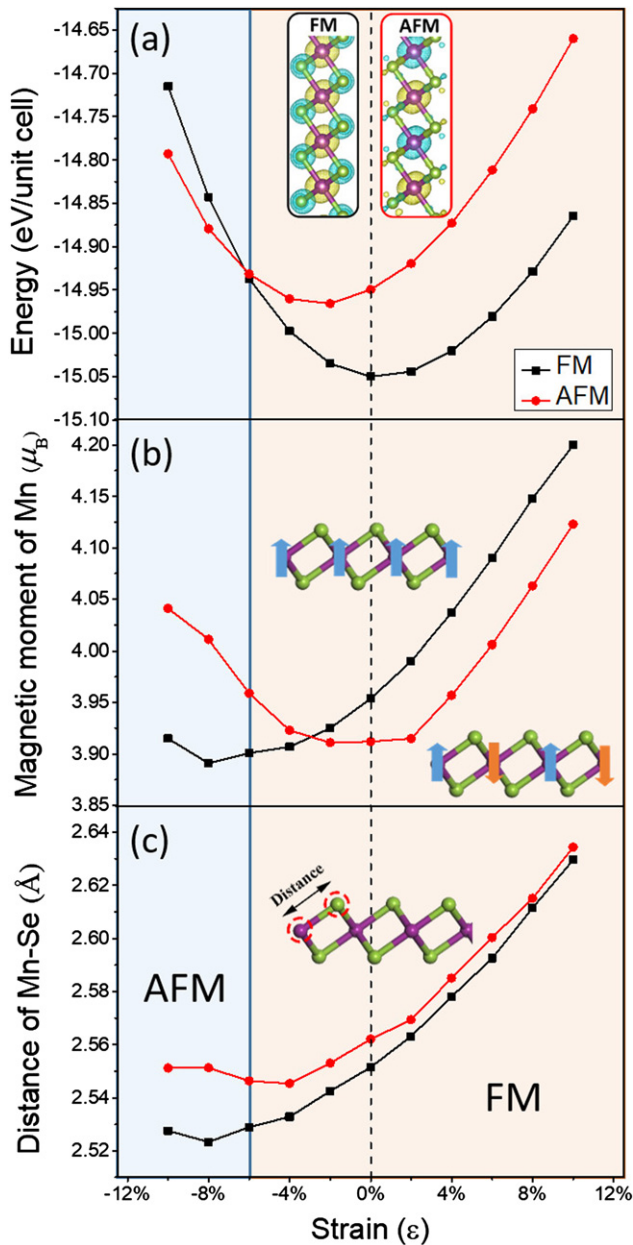 (a)
FM
AFM
Energy (eV/unit cell)
-14.65
-14.70
-14.75
-14.80
-14.85
-14.90
-14.95
-15.00
-15.05
-15.10
FM
AFM
(b)
Magnetic moment of Mn (μB)
4.20
4.15
4.10
4.05
4.00
3.95
3.90
3.85
(c)
Distance of Mn-Se (Å)
2.64
2.62
2.60
2.58
2.56
2.54
2.52
Distance
AFM
FM
-12% -8% -4% 0% 4% 8% 12%
Strain (ε)